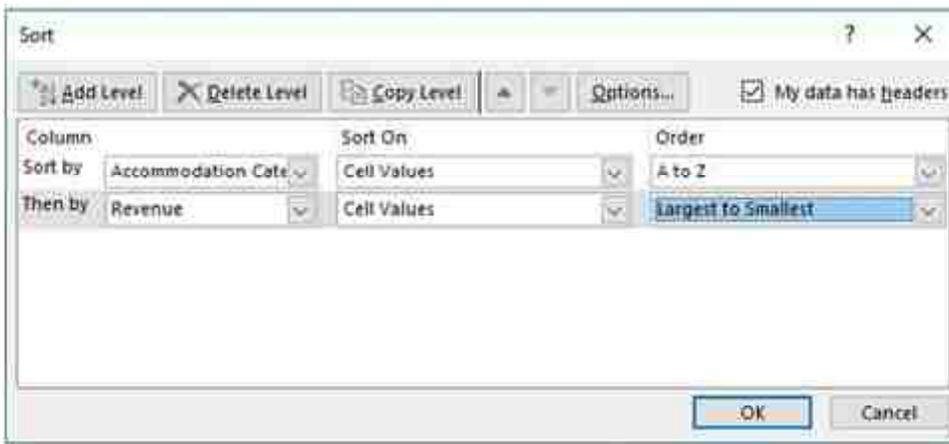 Sort ? ×
Add Level Delete Level Copy Level Options... My data has headers
Column Sort On Order
Sort by Accommodation Cate Cell Values A to Z
Then by Revenue Cell Values Largest to Smallest
OK Cancel